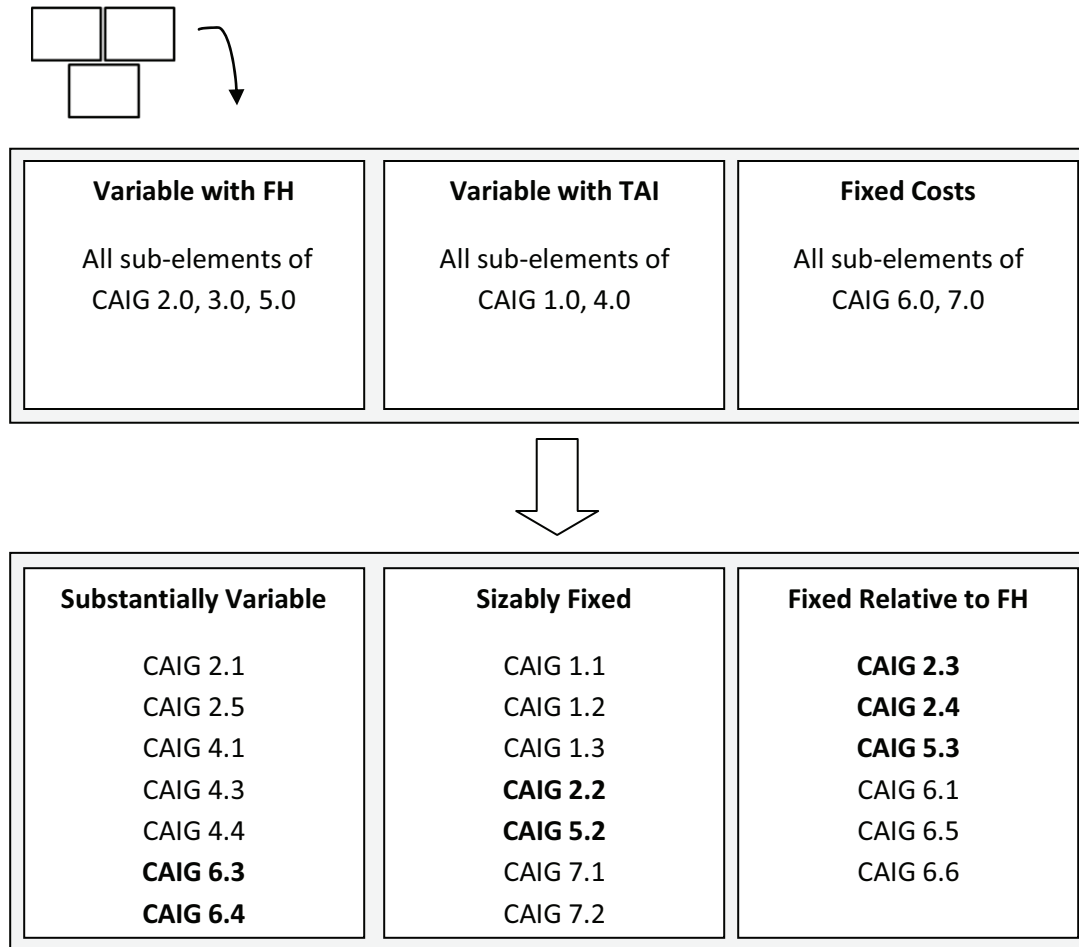 Variable with FH
All sub-elements of
CAIG 2.0, 3.0, 5.0
Variable with TAI
All sub-elements of
CAIG 1.0, 4.0
Fixed Costs
All sub-elements of
CAIG 6.0, 7.0
Substantially Variable
CAIG 2.1
CAIG 2.5
CAIG 4.1
CAIG 4.3
CAIG 4.4
CAIG 6.3
CAIG 6.4
Sizably Fixed
CAIG 1.1
CAIG 1.2
CAIG 1.3
CAIG 2.2
CAIG 5.2
CAIG 7.1
CAIG 7.2
Fixed Relative to FH
CAIG 2.3
CAIG 2.4
CAIG 5.3
CAIG 6.1
CAIG 6.5
CAIG 6.6